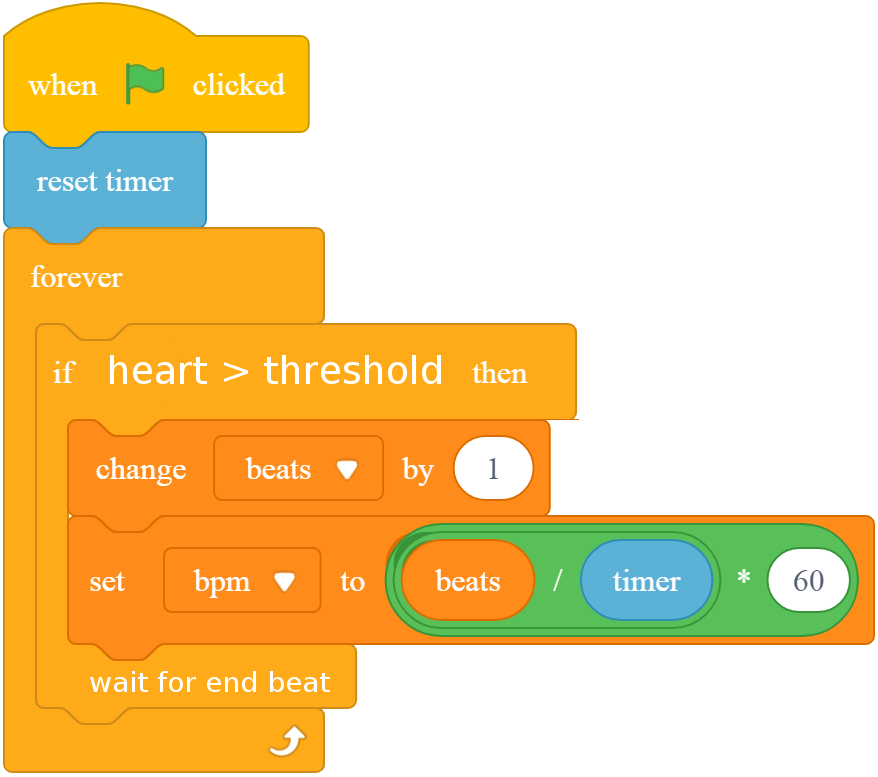 when clicked
reset timer
forever
if heart > threshold then
change beats by 1
set bpm to beats / timer * 60
wait for end beat